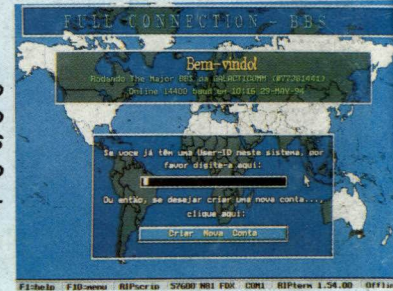 FULL CONNECTION - BBS
Bem-vindo!
Rodando The Major BBS da GALACTICOMM (#07738144)
Online 14400 baud em 10:16 29-MAY-94
Se voce já têm uma User-ID neste sistema, por
favor digite-a aqui:
Ou então, se desejar criar uma nova conta...,
clique aqui:
Criar Nova Conta
F1=help F10=menu RIPscrip 57600 N81 FDX COM1 RIPterm 1.54.00 Offline